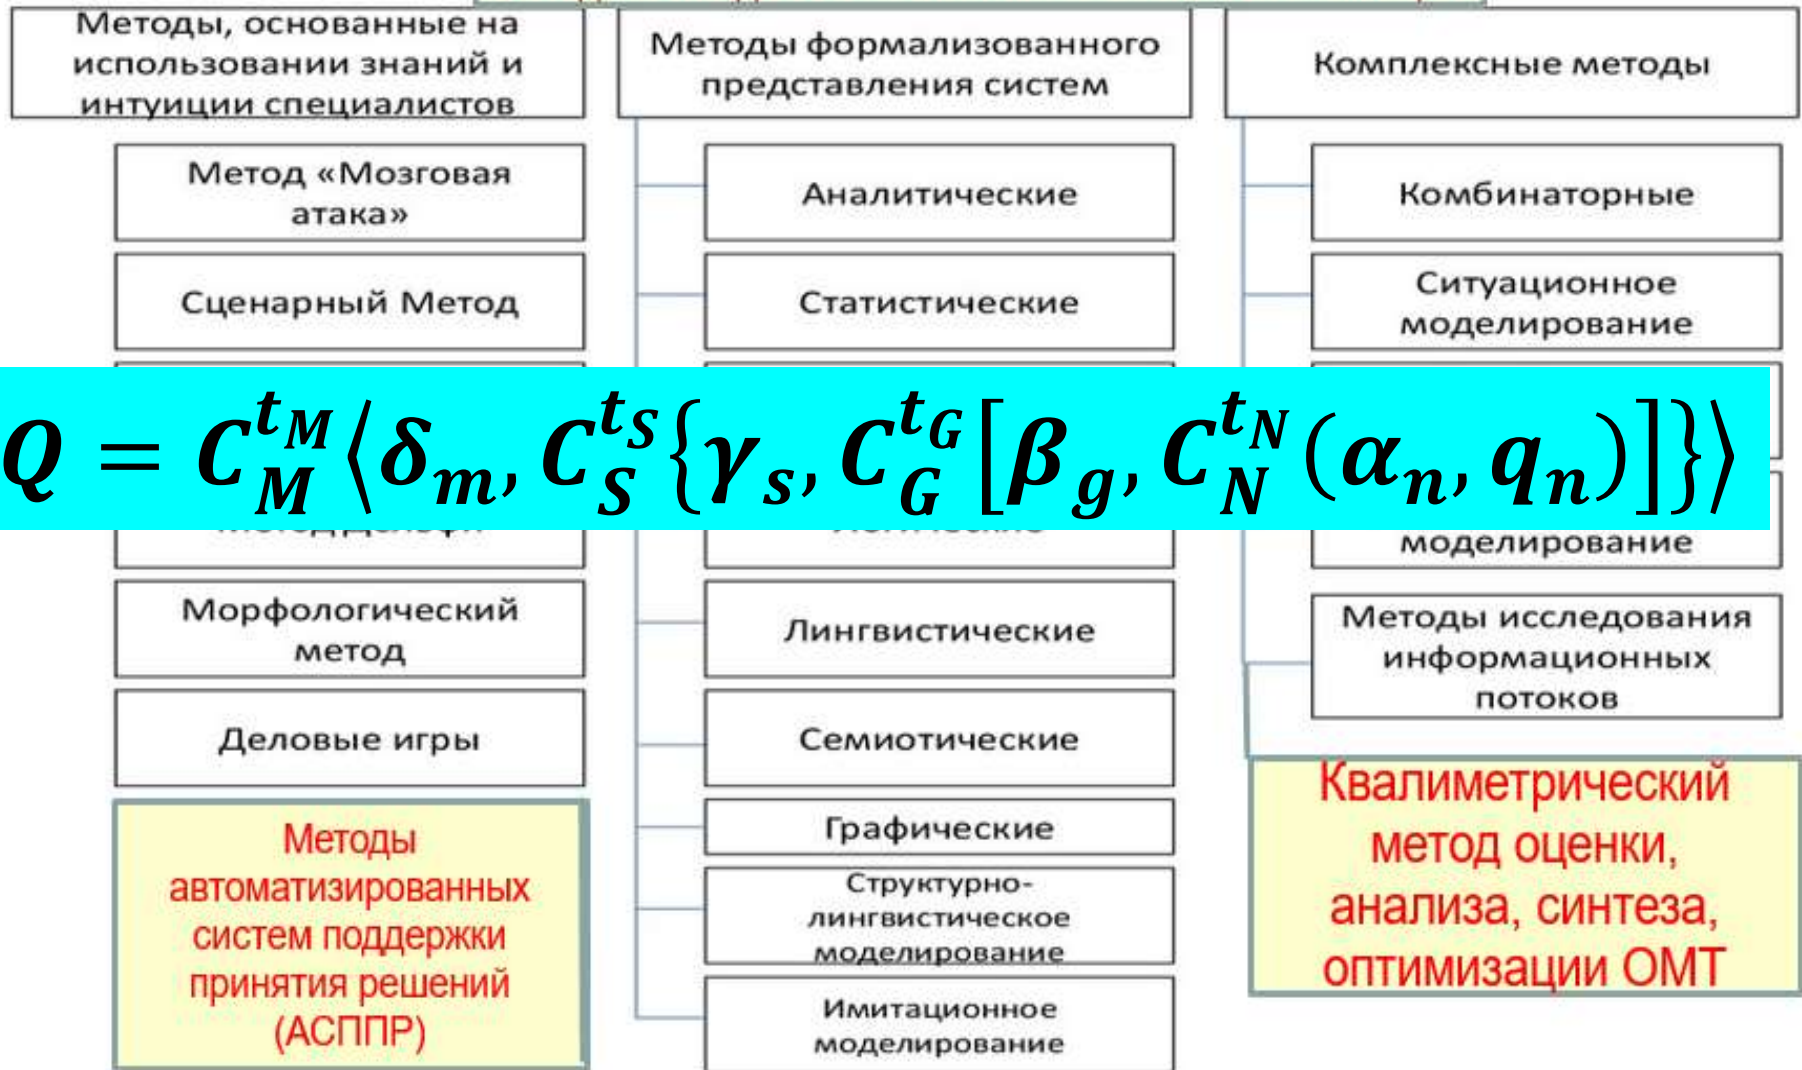 Методы, основанные на
использовании знаний и
интуиции специалистов
Метод «Мозговая
атака»
Сценарный Метод
Морфологический
метод
Деловые игры
Методы
автоматизированных
систем поддержки
принятия решений
(АСППР)
Методы формализованного
представления систем
Аналитические
Статистические
Лингвистические
Семиотические
Графические
Структурно-
лингвистическое
моделирование
Имитационное
моделирование
Комплексные методы
Комбинаторные
Ситуационное
моделирование
моделирование
Методы исследования
информационных
потоков
Квалиметрический
метод оценки,
анализа, синтеза,
оптимизации ОМТ
Q = C_M^{t_M}⟨δ_m, C_S^{t_S}{γ_s, C_G^{t_G}[β_g, C_N^{t_N}(α_n, q_n)]}⟩